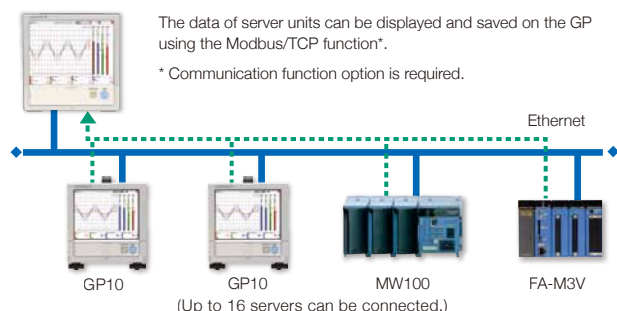 The data of server units can be displayed and saved on the GP
using the Modbus/TCP function*.
* Communication function option is required.
Ethernet
GP10
GP10
MW100
FA-M3V
(Up to 16 servers can be connected.)